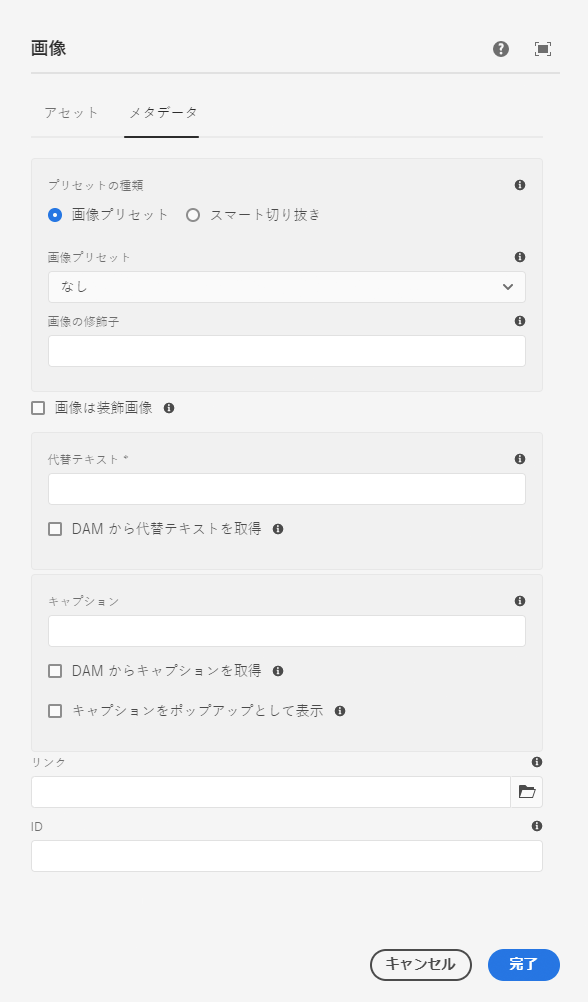 画像
アセット メタデータ
プリセットの種類
画像プリセット スマート切り抜き
画像プリセット
なし
画像の修飾子
画像は装飾画像
代替テキスト *
DAM から代替テキストを取得
キャプション
DAM からキャプションを取得
キャプションをポップアップとして表示
リンク
ID
キャンセル 完了